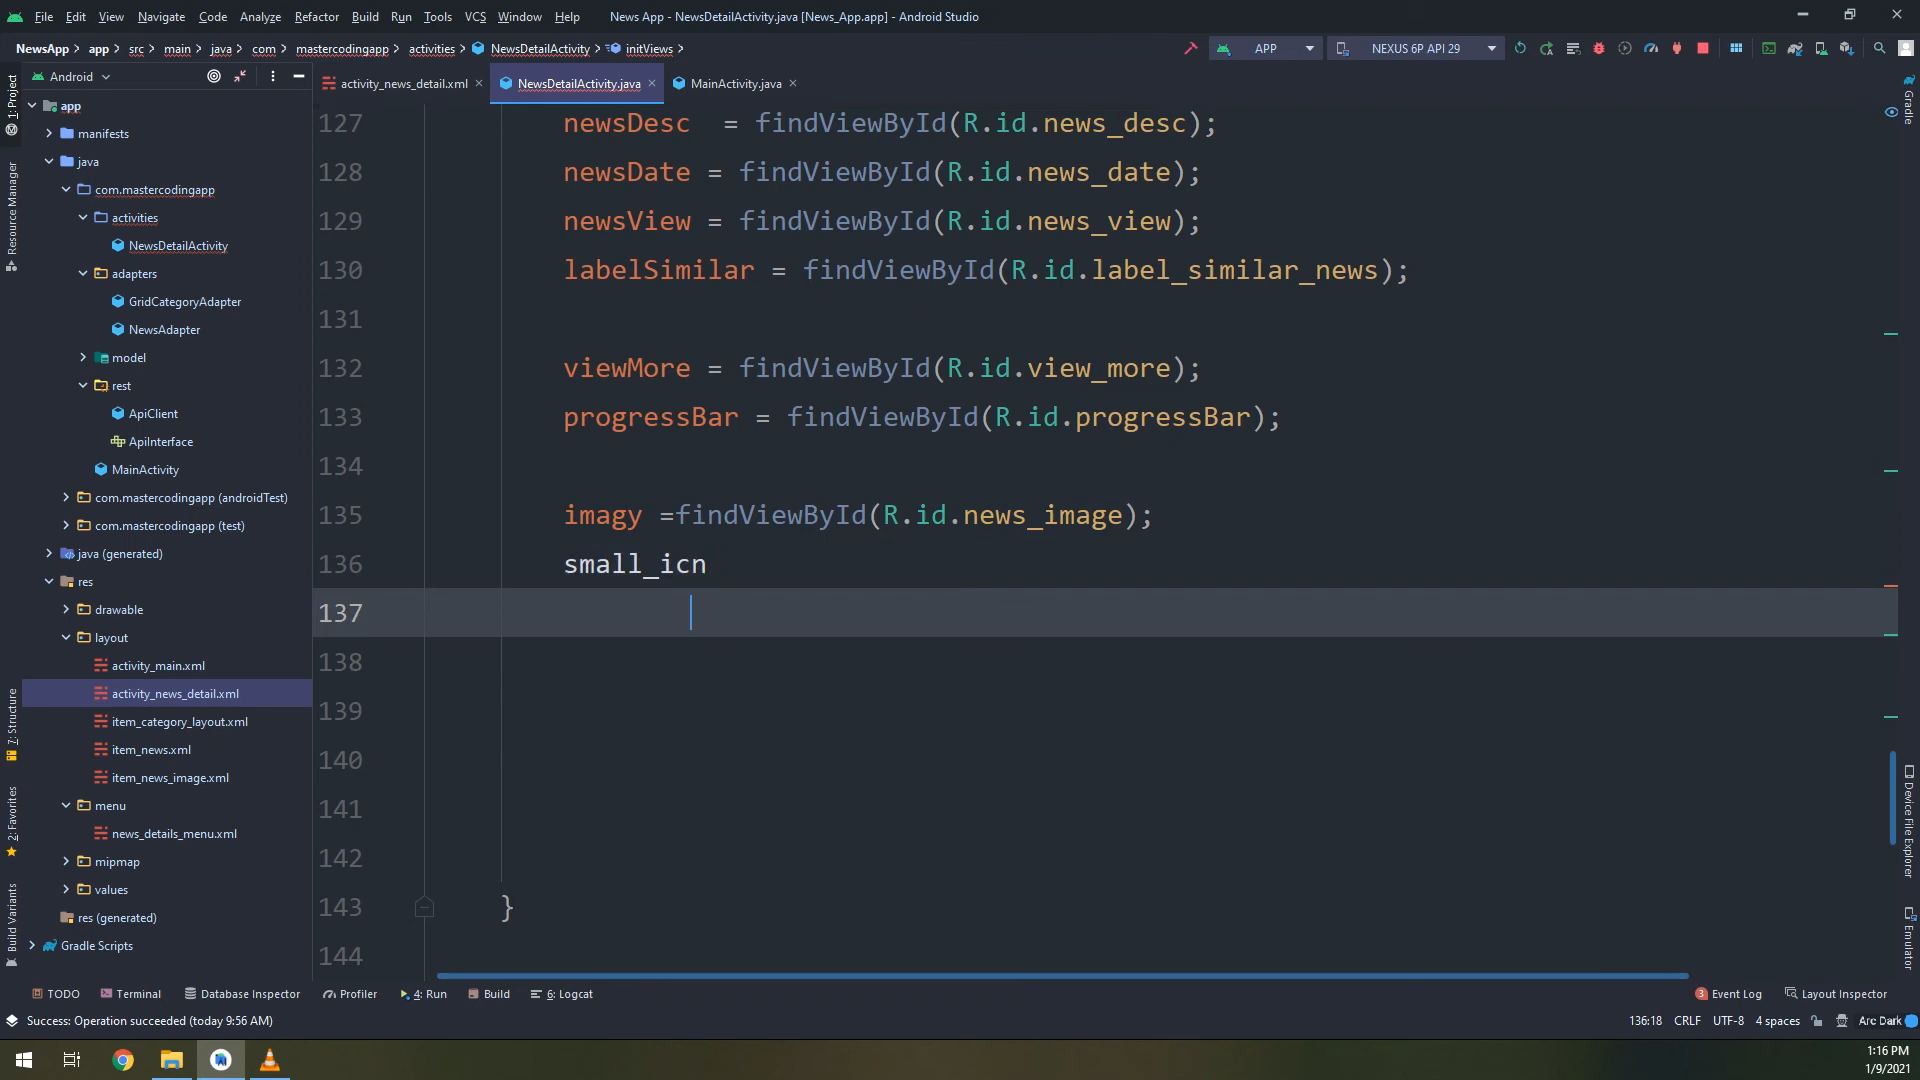 File Edit View Navigate Code Analyze Refactor Build Run Tools VCS Window Help News App - NewsDetailActivity.java [News_App.app] - Android Studio
NewsApp app src main java com mastercodingapp activities NewsDetailActivity initViews APP NEXUS 6P API 29
Android
activity_news_detail.xml NewsDetailActivity.java MainActivity.java
1: Project
Resource Manager
7: Structure
2: Favorites
Build Variants
app
manifests
java
com.mastercodingapp
activities
NewsDetailActivity
adapters
GridCategoryAdapter
NewsAdapter
model
rest
ApiClient
ApiInterface
MainActivity
com.mastercodingapp (androidTest)
com.mastercodingapp (test)
java (generated)
res
drawable
layout
activity_main.xml
activity_news_detail.xml
item_category_layout.xml
item_news.xml
item_news_image.xml
menu
news_details_menu.xml
mipmap
values
res (generated)
Gradle Scripts
127 newsDesc  = findViewById(R.id.news_desc);
128 newsDate = findViewById(R.id.news_date);
129 newsView = findViewById(R.id.news_view);
130 labelSimilar = findViewById(R.id.label_similar_news);
131
132 viewMore = findViewById(R.id.view_more);
133 progressBar = findViewById(R.id.progressBar);
134
135 imagy =findViewById(R.id.news_image);
136 small_icn
137
138
139
140
141
142
143 }
144
Gradle
Device File Explorer
Emulator
TODO Terminal Database Inspector Profiler 4: Run Build 6: Logcat 3 Event Log Layout Inspector
Success: Operation succeeded (today 9:56 AM) 136:18 CRLF UTF-8 4 spaces Arc Dark
1:16 PM
1/9/2021